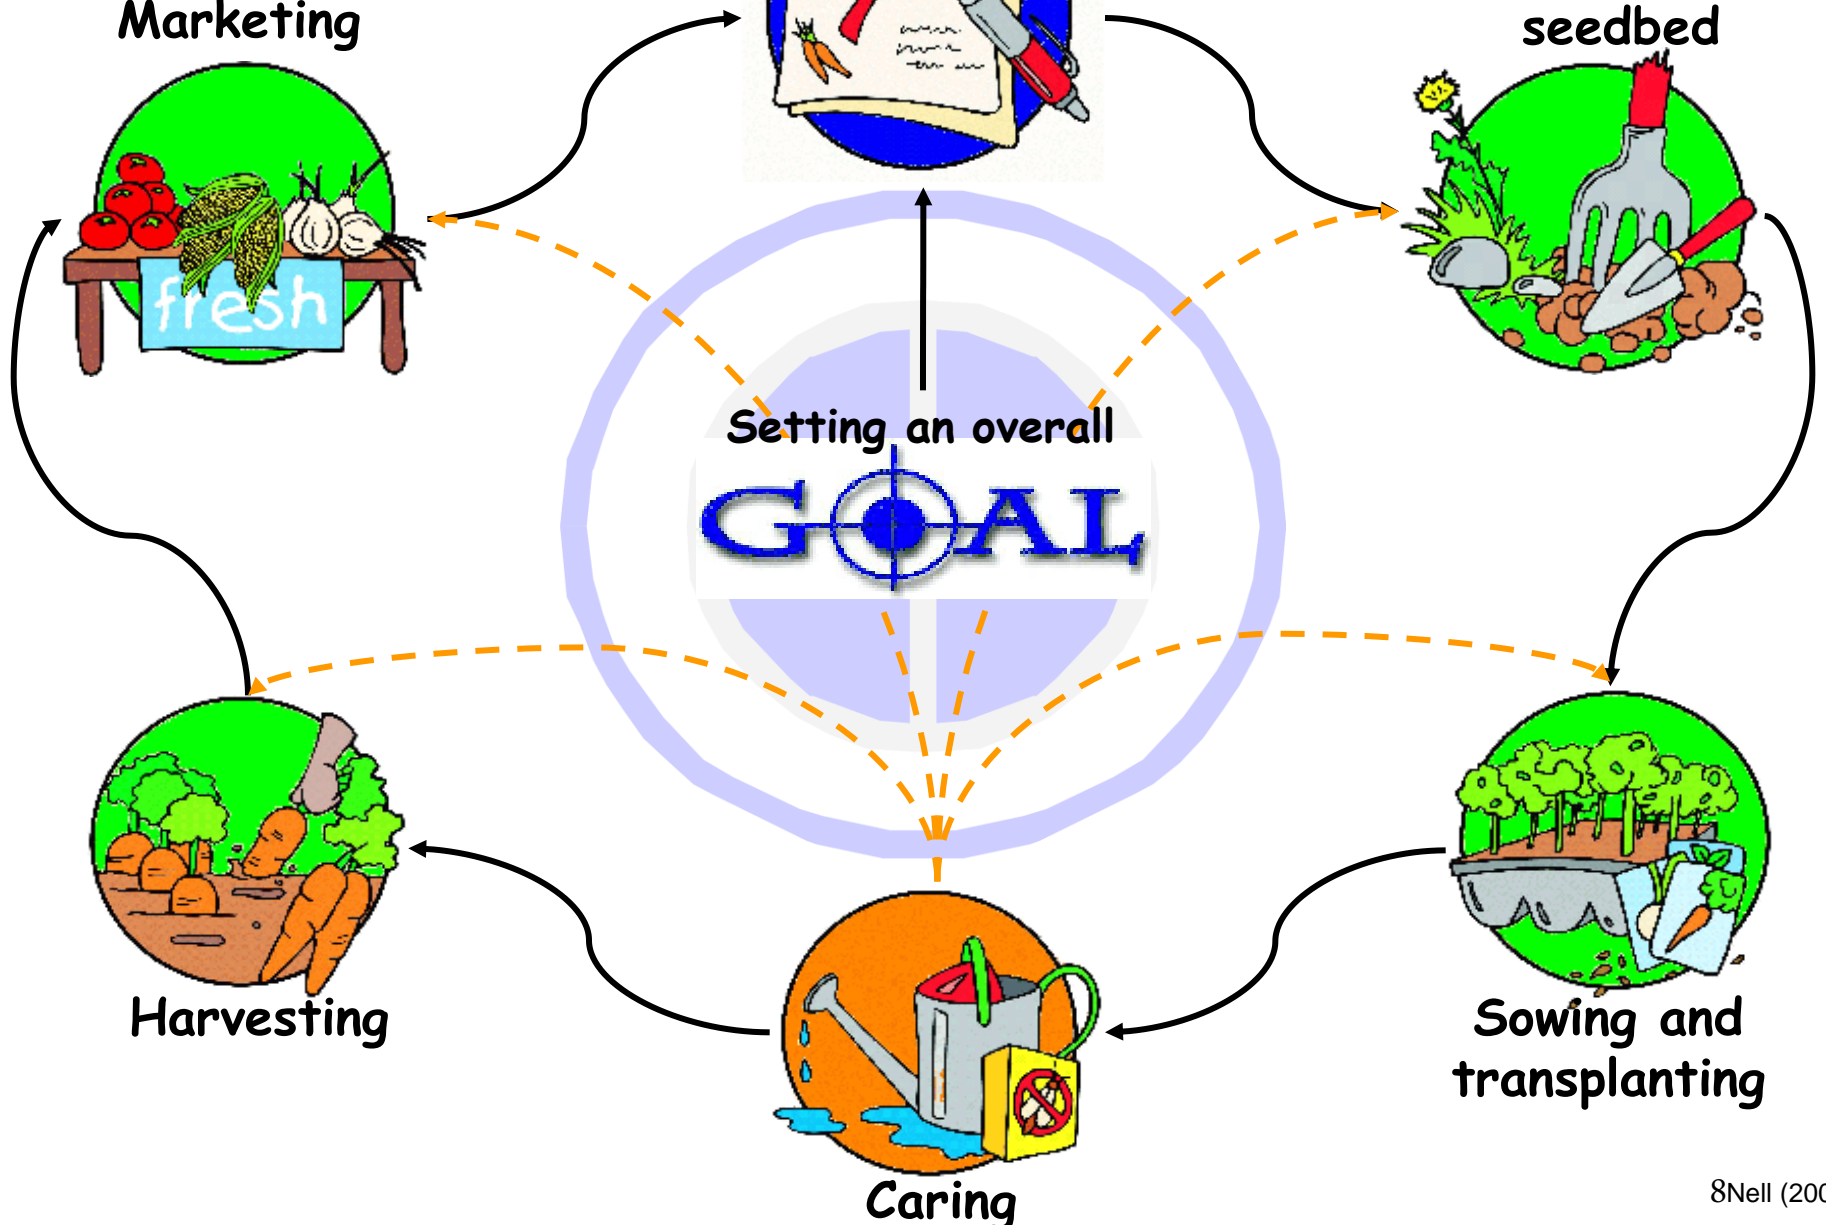 Marketing
seedbed
fresh
Setting an overall
GOAL
Harvesting
Sowing and
transplanting
Caring
8Nell (200